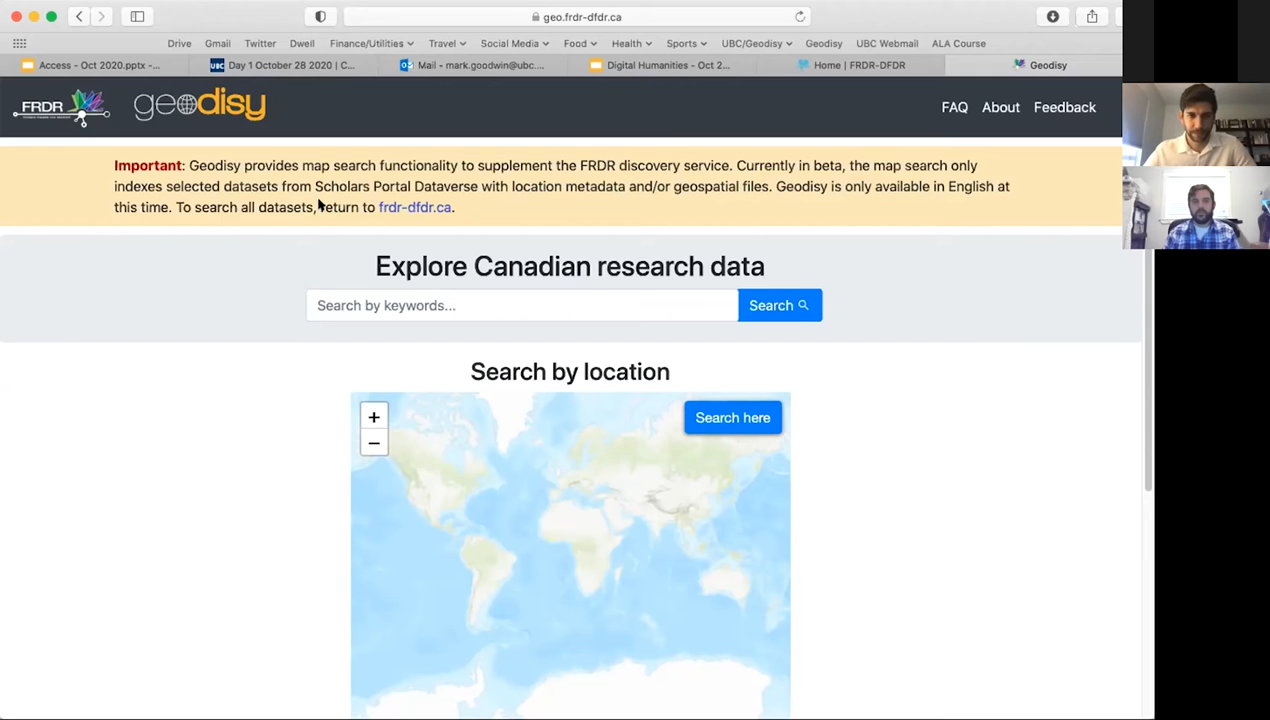 geo.frdr-dfdr.ca
Drive Gmail Twitter Dweil Finance/Utilities Travel Social Media Food Health Sports UBC/Geodisy Geodisy UBC Webmail ALA Course
Access - Oct 2020.pptx -... UBC Day 1 October 28 2020 | C... Mail - mark.goodwin@ubc.... Digital Humanities - Oct 2... Home | FRDR-DFDR Geodisy
FRDR geodisy FAQ About Feedback
Important: Geodisy provides map search functionality to supplement the FRDR discovery service. Currently in beta, the map search only
indexes selected datasets from Scholars Portal Dataverse with location metadata and/or geospatial files. Geodisy is only available in English at
this time. To search all datasets, return to frdr-dfdr.ca.
Explore Canadian research data
Search by keywords... Search
Search by location
+ Search here
−